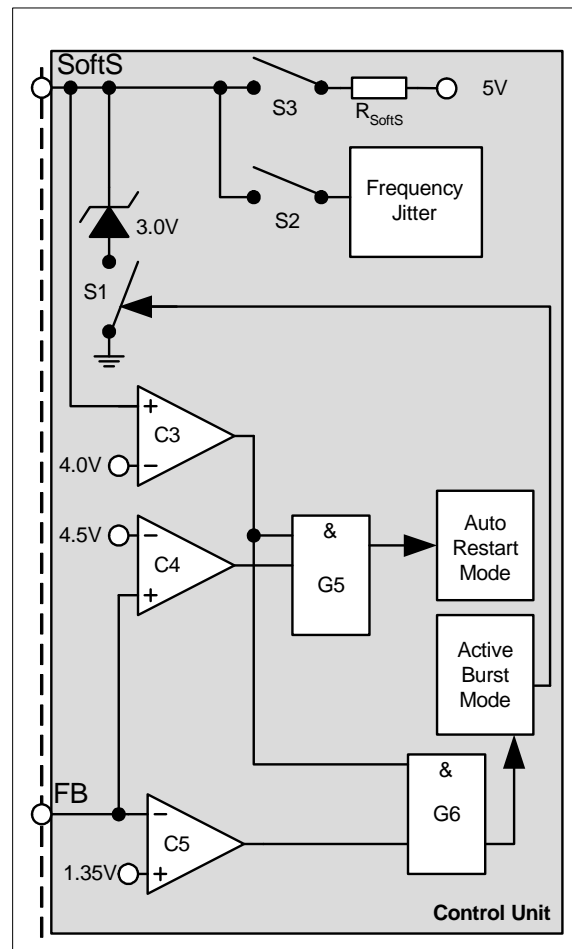 SoftS
5V
S3
R SoftS
S2
Frequency
Jitter
3.0V
S1
+
C3
4.0V
-
4.5V
-
C4
+
&
G5
Auto
Restart
Mode
Active
Burst
Mode
FB
-
C5
1.35V
+
&
G6
Control Unit